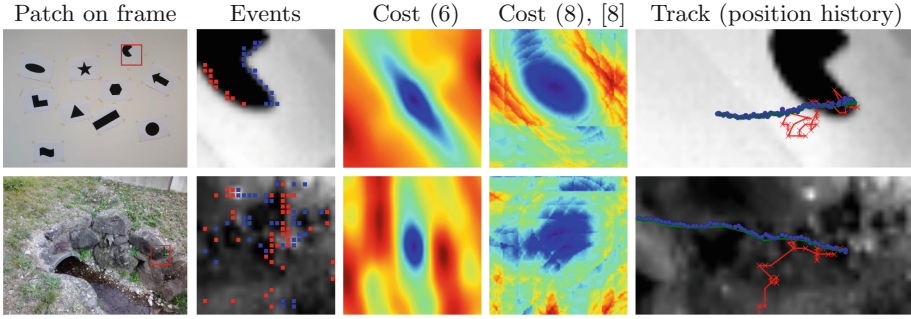 Patch on frame Events Cost (6) Cost (8), [8] Track (position history)